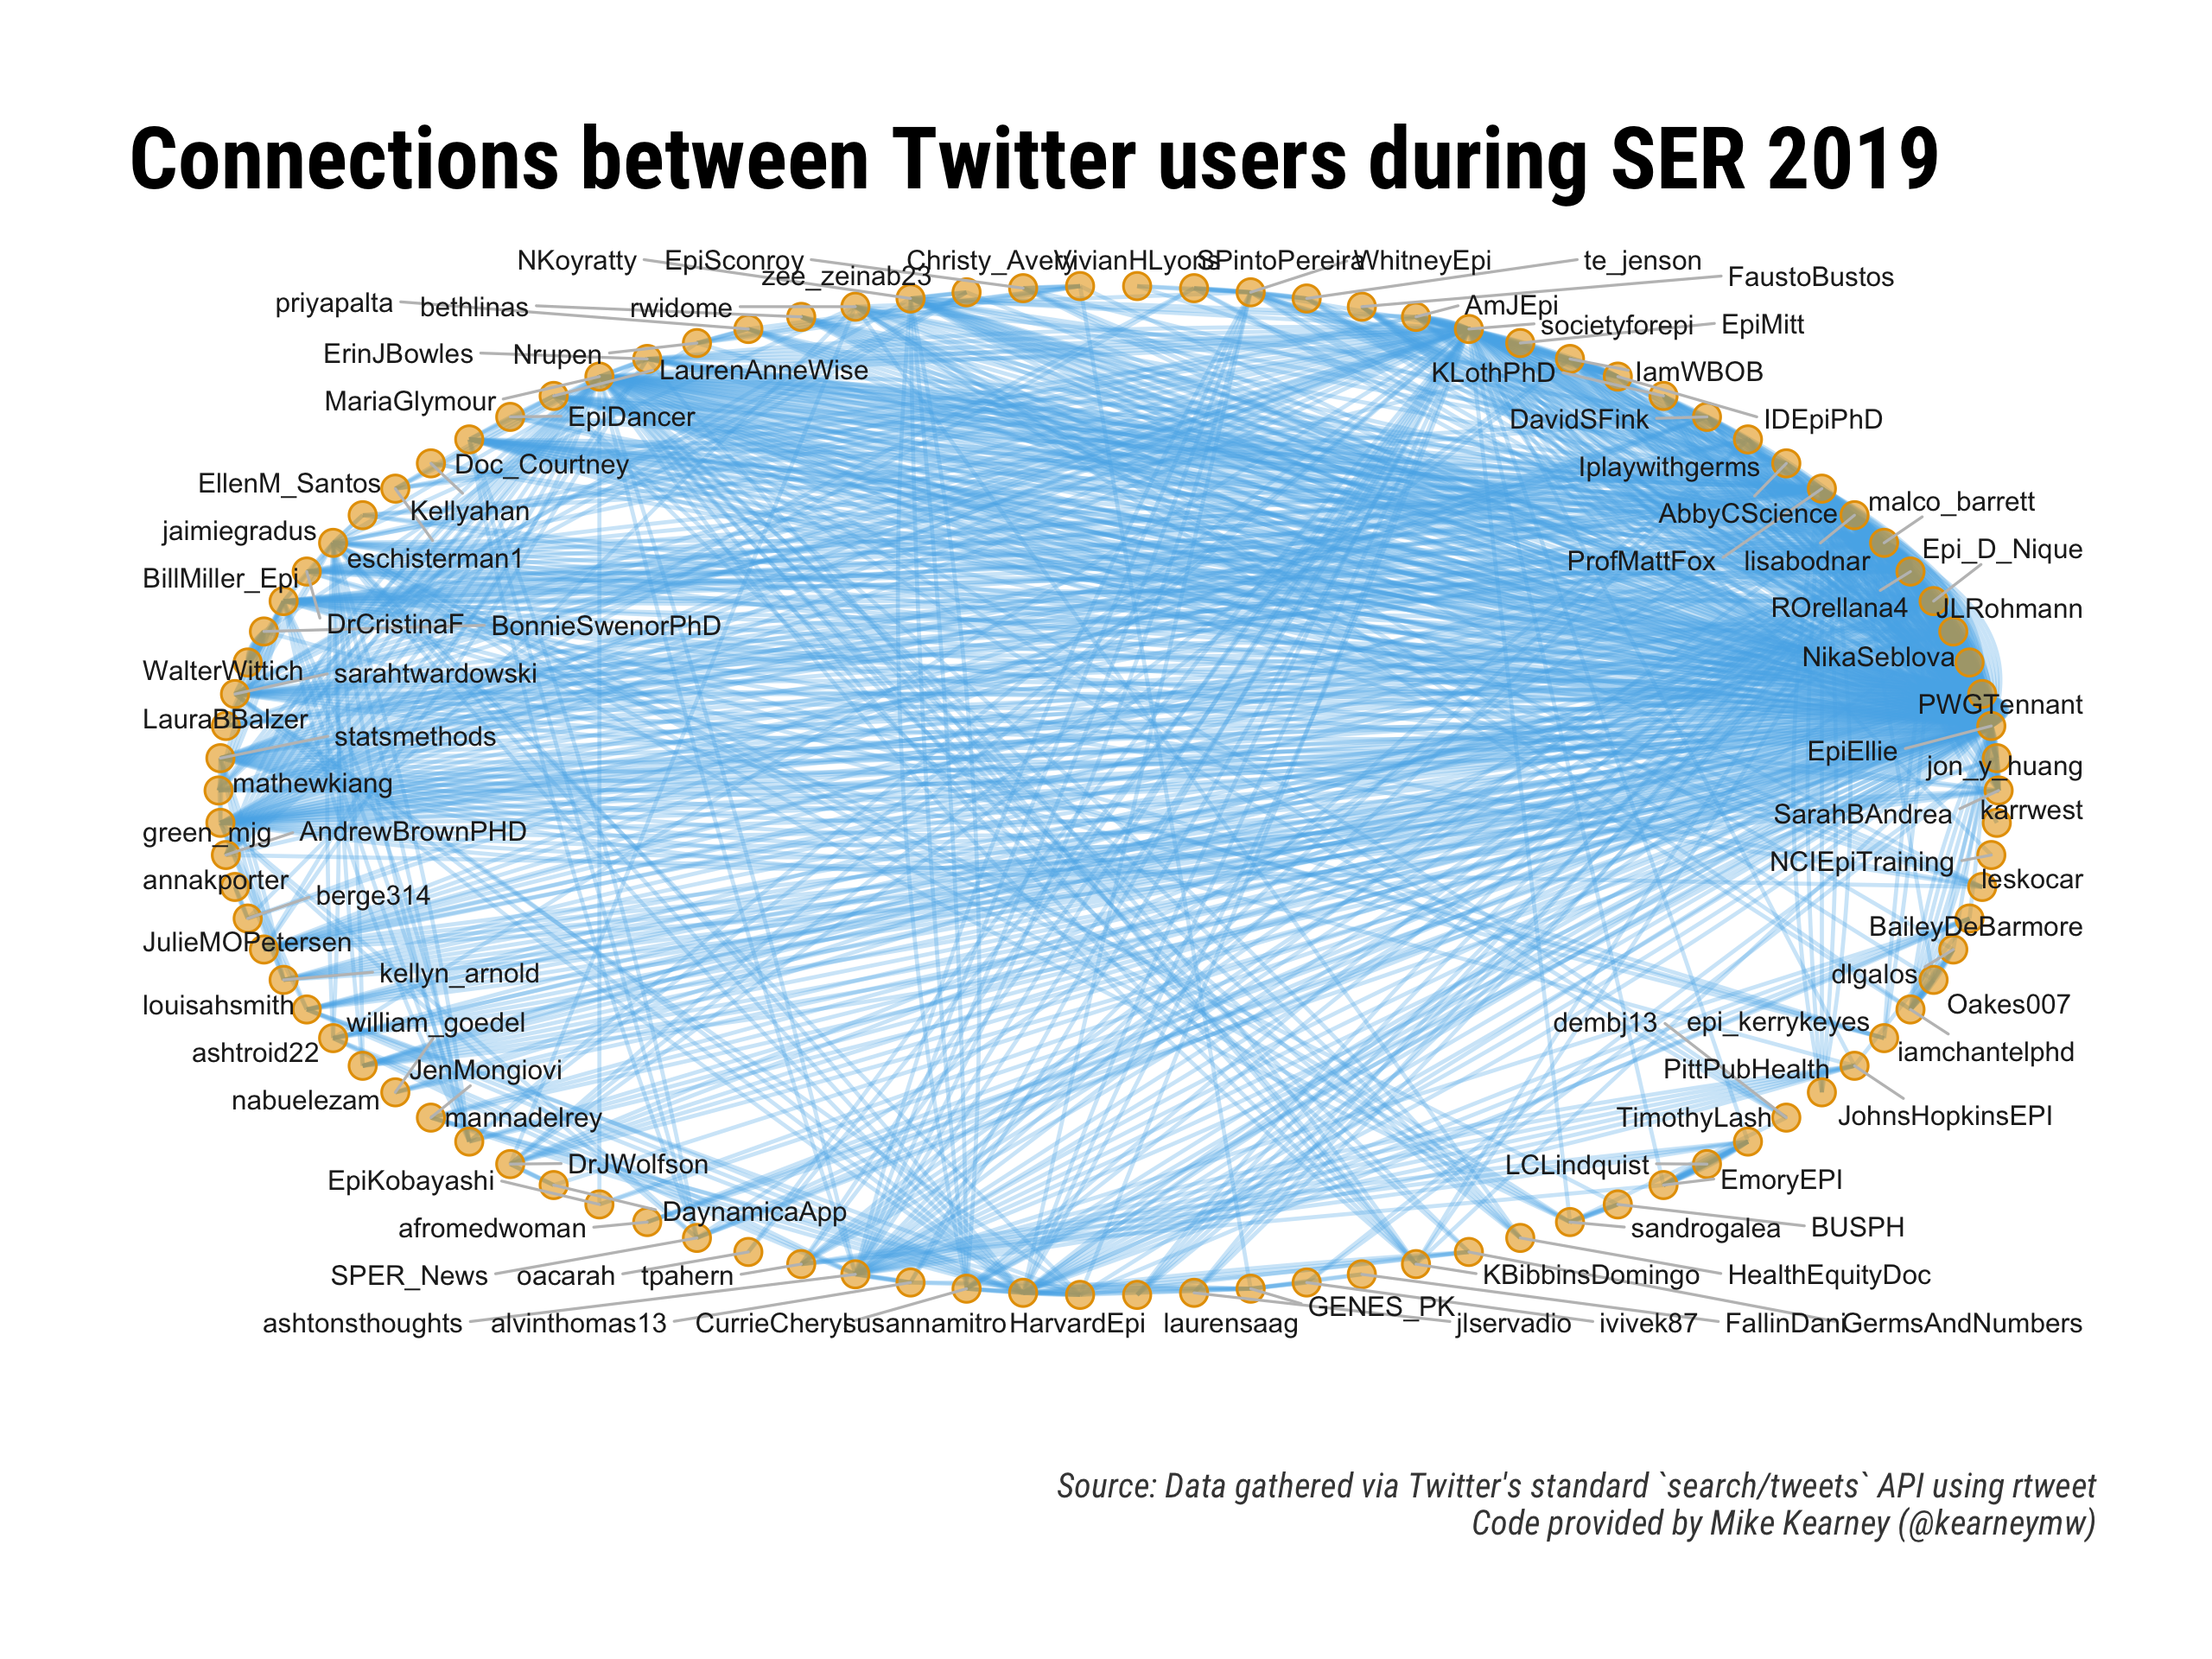 Connections between Twitter users during SER 2019
NKoyratty
EpiSconroy
Christy_Avery
VivianHLyons
SPintoPereira
WhitneyEpi
te_jenson
zee_zeinab23
FaustoBustos
priyapalta
bethlinas
rwidome
AmJEpi
societyforepi
EpiMitt
ErinJBowles
Nrupen
LaurenAnneWise
KLothPhD
IamWBOB
MariaGlymour
EpiDancer
DavidSFink
IDEpiPhD
Doc_Courtney
Iplaywithgerms
EllenM_Santos
Kellyahan
AbbyCScience
malco_barrett
jaimiegradus
eschisterman1
ProfMattFox
lisabodnar
Epi_D_Nique
BillMiller_Epi
DrCristinaF
BonnieSwenorPhD
ROrellana4
JLRohmann
WalterWittich
sarahtwardowski
NikaSeblova
LauraBBalzer
statsmethods
PWGTennant
EpiEllie
mathewkiang
jon_y_huang
green_mjg
AndrewBrownPHD
SarahBAndrea
karrwest
NCIEpiTraining
annakporter
berge314
leskocar
JulieMOPetersen
BaileyDeBarmore
kellyn_arnold
dlgalos
louisahsmith
william_goedel
dembj13
epi_kerrykeyes
Oakes007
ashtroid22
JenMongiovi
PittPubHealth
iamchantelphd
nabuelezam
mannadelrey
TimothyLash
JohnsHopkinsEPI
EpiKobayashi
DrJWolfson
LCLindquist
EmoryEPI
afromedwoman
DaynamicaApp
sandrogalea
BUSPH
SPER_News
oacarah
tpahern
KBibbinsDomingo
HealthEquityDoc
ashtonsthoughts
alvinthomas13
CurrieCheryl
susannamitro
HarvardEpi
laurensaag
GENES_PK
jlservadio
ivivek87
FallinDani
GermsAndNumbers
Source: Data gathered via Twitter's standard `search/tweets` API using rtweet
Code provided by Mike Kearney (@kearneymw)